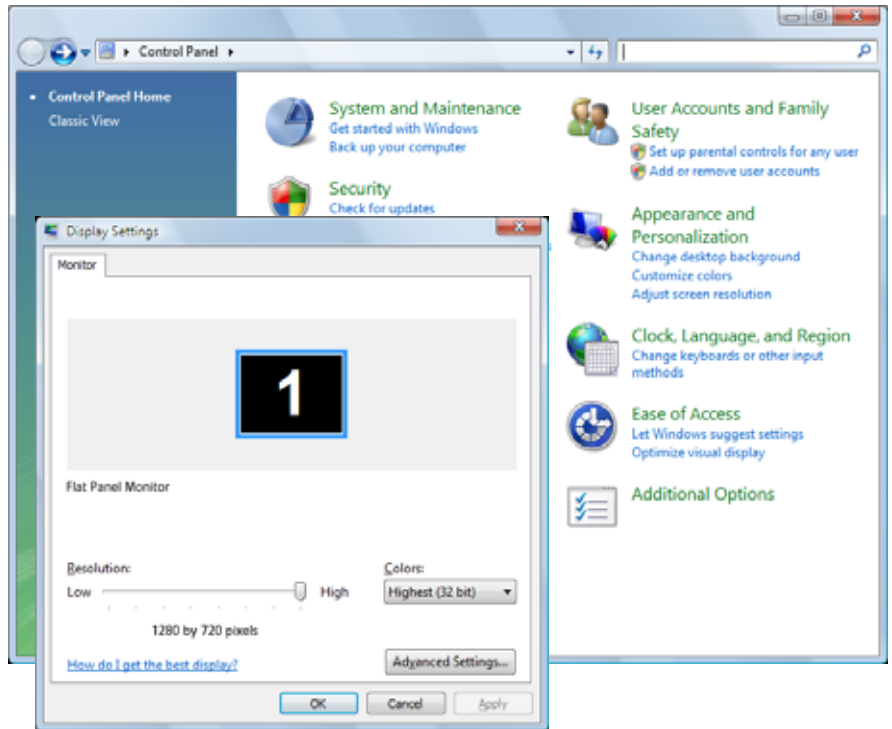 Control Panel
Control Panel Home
Classic View
System and Maintenance
Get started with Windows
Back up your computer
Security
Check for updates
User Accounts and Family
Safety
Set up parental controls for any user
Add or remove user accounts
Appearance and
Personalization
Change desktop background
Customize colors
Adjust screen resolution
Clock, Language, and Region
Change keyboards or other input
methods
Ease of Access
Let Windows suggest settings
Optimize visual display
Additional Options
Display Settings
Monitor
1
Flat Panel Monitor
Resolution:
Low High
1280 by 720 pixels
Colors:
Highest (32 bit)
How do I get the best display?
Advanced Settings...
OK Cancel Apply